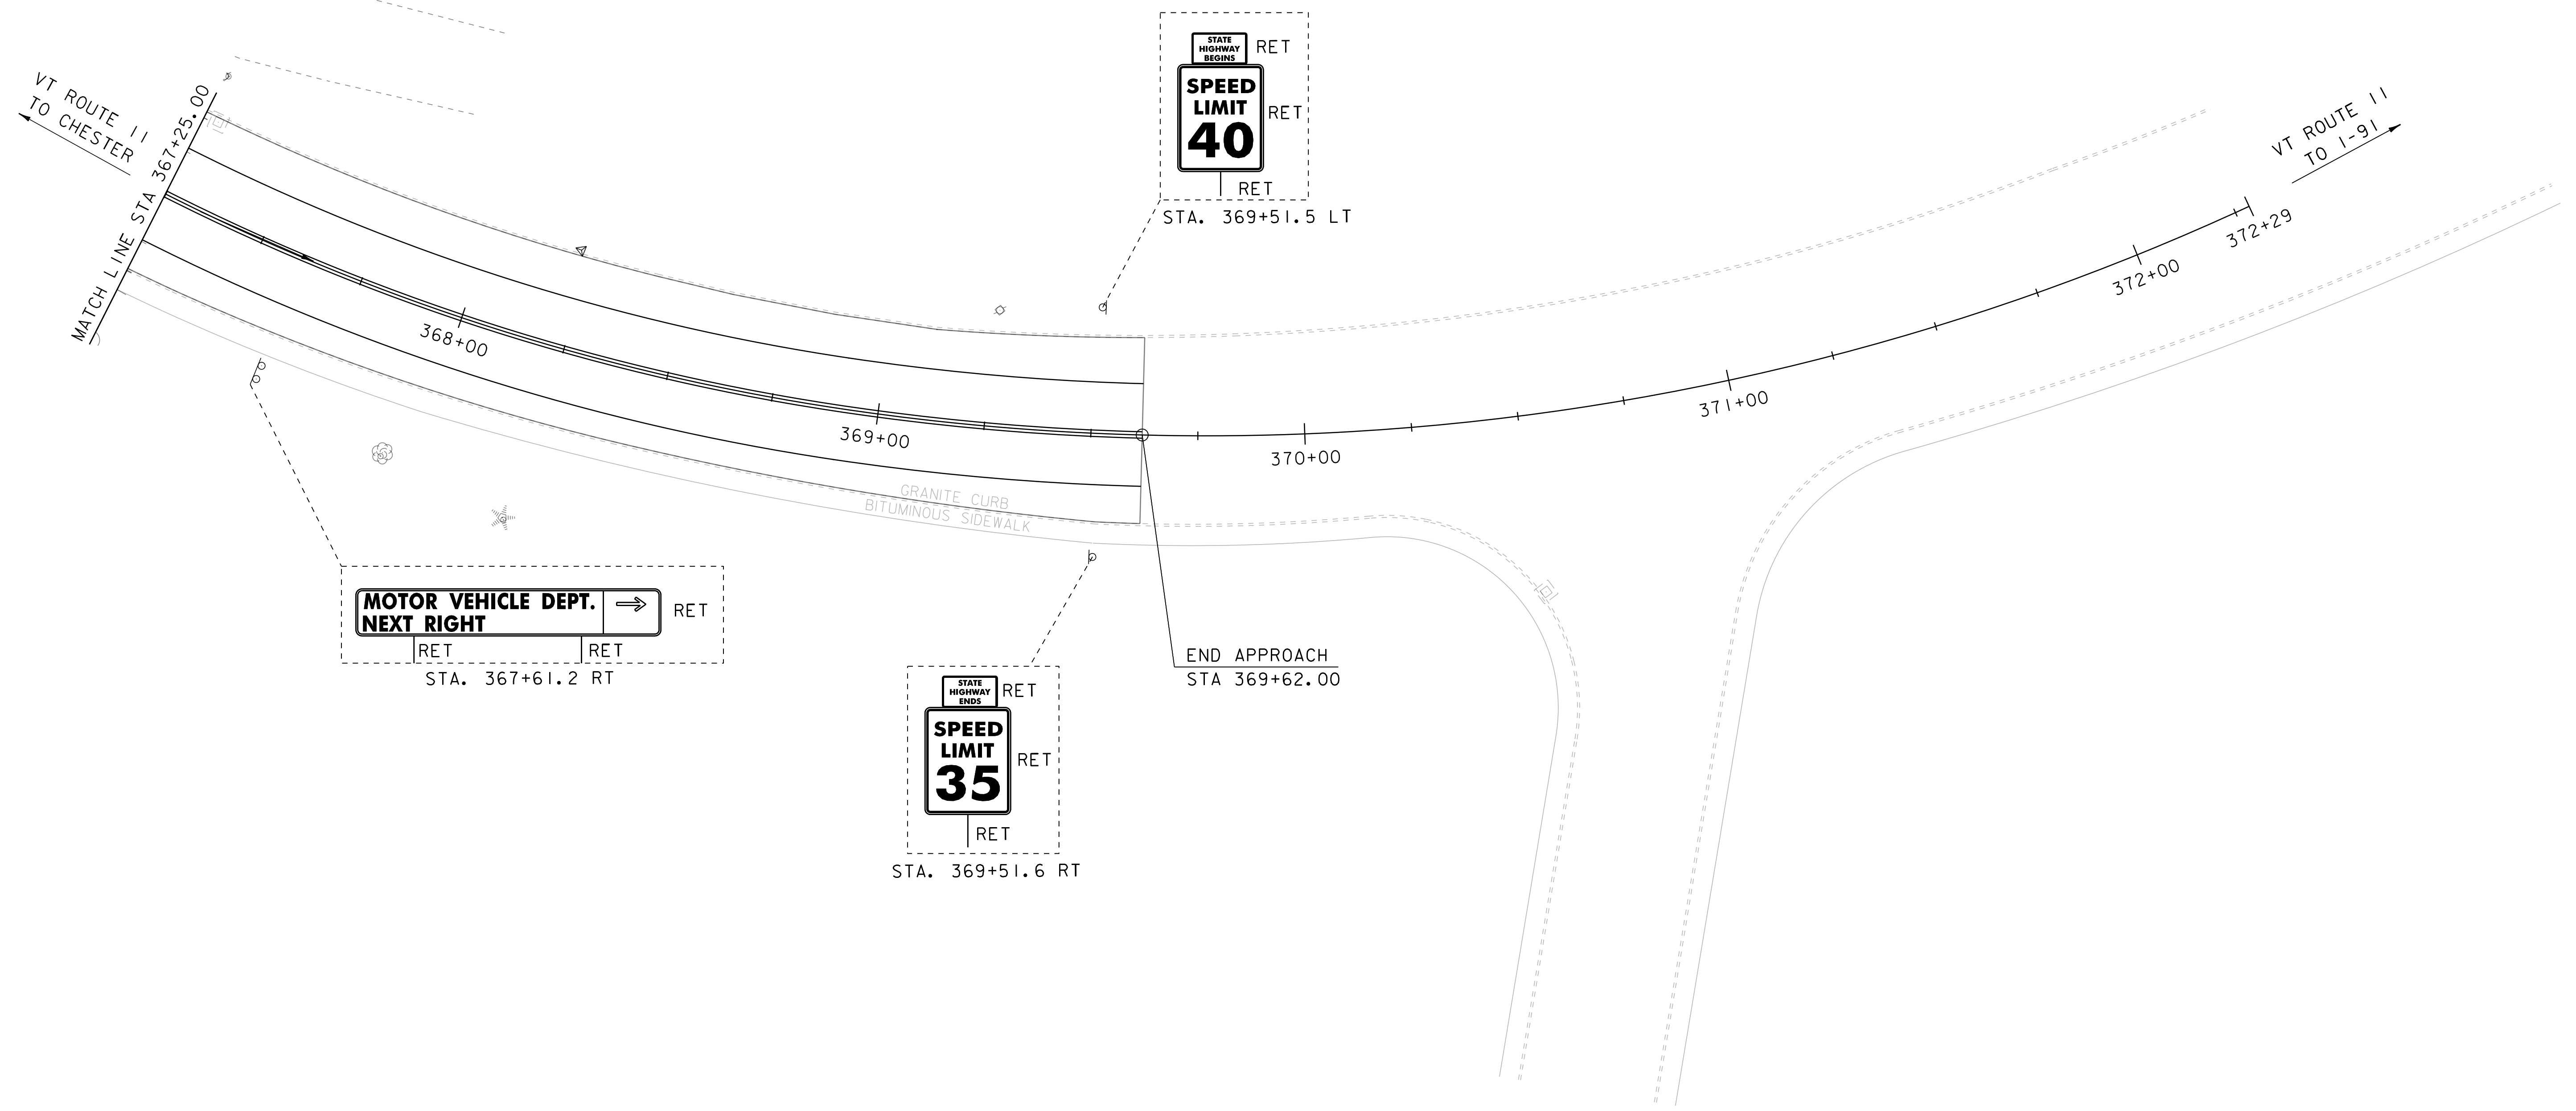 STATE
HIGHWAY
BEGINS
RET
SPEED
LIMIT
40
RET
RET
STA. 369+51.5 LT
VT ROUTE 11
TO CHESTER
MATCH LINE STA 367+25.00
VT ROUTE 11
TO I-91
372+29
372+00
371+00
370+00
369+00
368+00
GRANITE CURB
BITUMINOUS SIDEWALK
MOTOR VEHICLE DEPT.
NEXT RIGHT
RET
RET
RET
STA. 367+61.2 RT
END APPROACH
STA 369+62.00
STATE
HIGHWAY
ENDS
RET
SPEED
LIMIT
35
RET
RET
STA. 369+51.6 RT